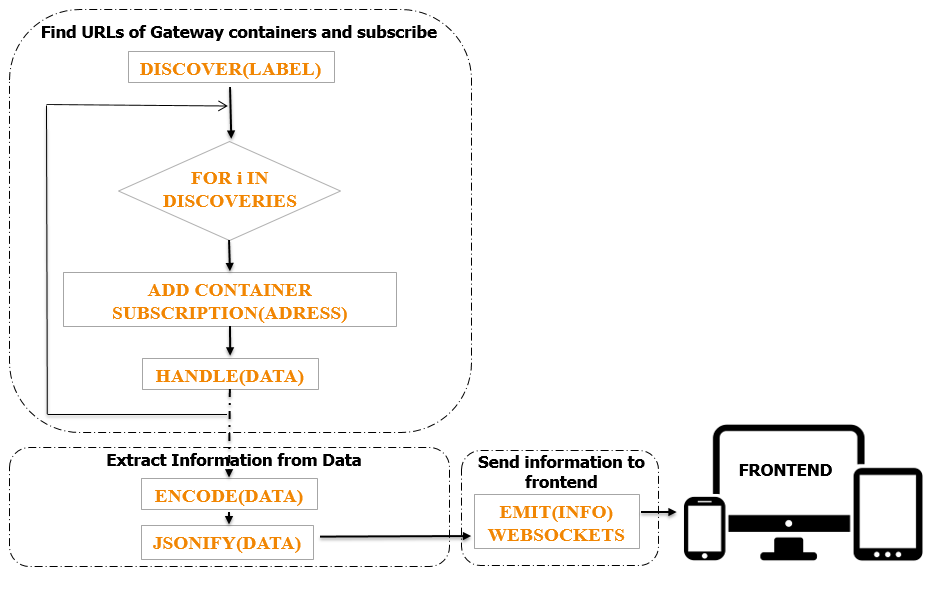 Find URLs of Gateway containers and subscribe
DISCOVER(LABEL)
FOR i IN
DISCOVERIES
ADD CONTAINER
SUBSCRIPTION(ADRESS)
HANDLE(DATA)
Extract Information from Data
ENCODE(DATA)
JSONIFY(DATA)
Send information to
frontend
EMIT(INFO)
WEBSOCKETS
FRONTEND